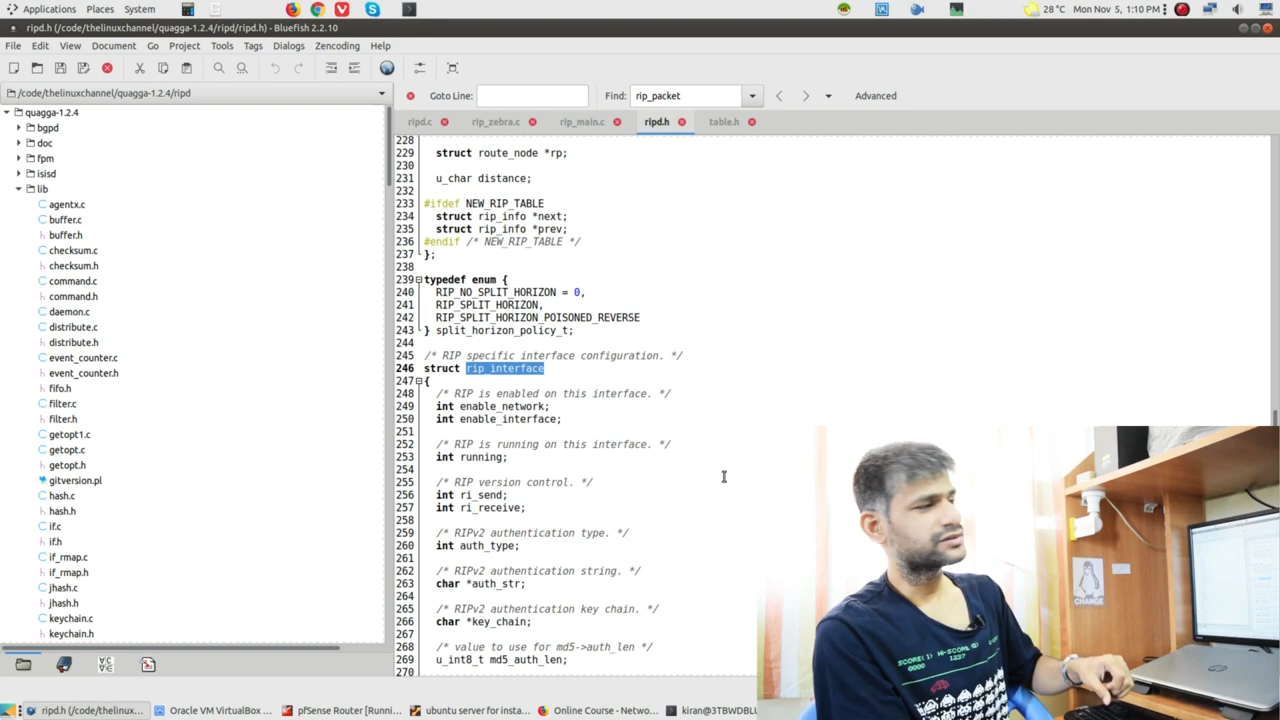 Applications Places System
28 °C Mon Nov 5, 1:10 PM
ripd.h (/code/thelinuxchannel/quagga-1.2.4/ripd/ripd.h) - Bluefish 2.2.10
File Edit View Document Go Project Tools Tags Dialogs Zencoding Help
/code/thelinuxchannel/quagga-1.2.4/ripd
Goto Line: Find: rip_packet Advanced
ripd.c rip_zebra.c rip_main.c ripd.h table.h
quagga-1.2.4
bgpd
doc
fpm
isisd
lib
agentx.c
buffer.c
buffer.h
checksum.c
checksum.h
command.c
command.h
daemon.c
distribute.c
distribute.h
event_counter.c
event_counter.h
fifo.h
filter.c
filter.h
getopt1.c
getopt.c
getopt.h
gitversion.pl
hash.c
hash.h
if.c
if.h
if_rmap.c
if_rmap.h
jhash.c
jhash.h
keychain.c
keychain.h
228
229 struct route_node *rp;
230
231 u_char distance;
232
233 #ifdef NEW_RIP_TABLE
234 struct rip_info *next;
235 struct rip_info *prev;
236 #endif /* NEW_RIP_TABLE */
237 };
238
239 typedef enum {
240 RIP_NO_SPLIT_HORIZON = 0,
241 RIP_SPLIT_HORIZON,
242 RIP_SPLIT_HORIZON_POISONED_REVERSE
243 } split_horizon_policy_t;
244
245 /* RIP specific interface configuration. */
246 struct rip_interface
247 {
248 /* RIP is enabled on this interface. */
249 int enable_network;
250 int enable_interface;
251
252 /* RIP is running on this interface. */
253 int running;
254
255 /* RIP version control. */
256 int ri_send;
257 int ri_receive;
258
259 /* RIPv2 authentication type. */
260 int auth_type;
261
262 /* RIPv2 authentication string. */
263 char *auth_str;
264
265 /* RIPv2 authentication key chain. */
266 char *key_chain;
267
268 /* value to use for md5->auth_len */
269 u_int8_t md5_auth_len;
270
CHANGE
SCORE(1) HI-SCORE
0000
ripd.h (/code/thelinux... Oracle VM VirtualBox ... pfSense Router [Runni... ubuntu server for insta... Online Course - Netwo... kiran@3TBWDBL